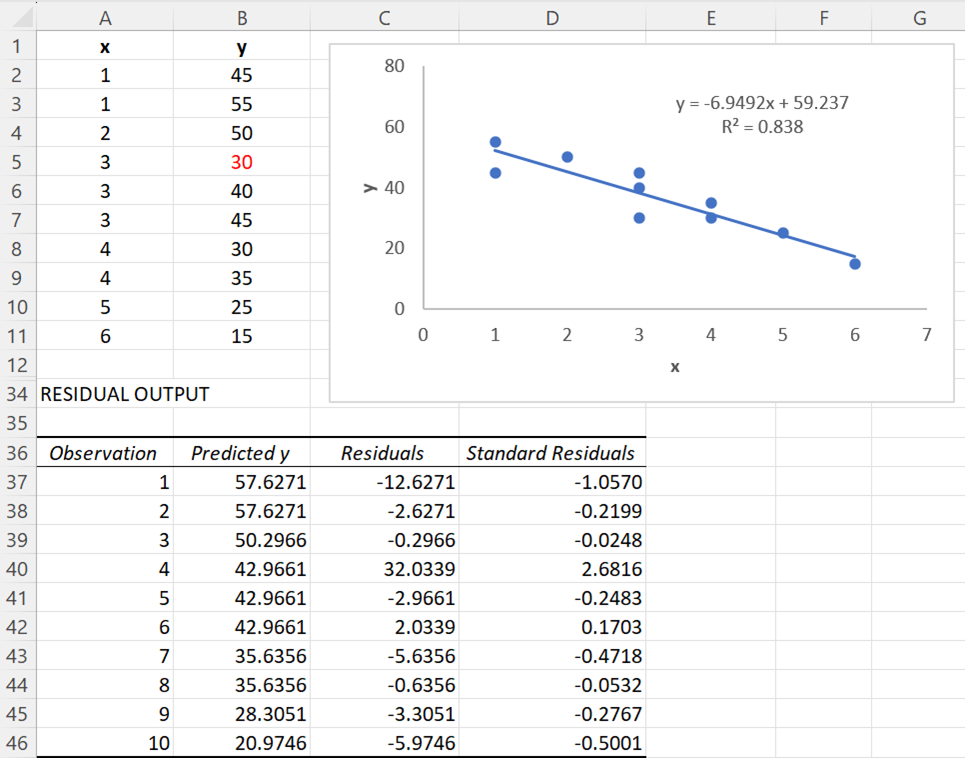 A B C D E F G
1 x y
2 1 45
3 1 55
4 2 50
5 3 30
6 3 40
7 3 45
8 4 30
9 4 35
10 5 25
11 6 15
12
80
60
40
20
0
y
y = -6.9492x + 59.237
R² = 0.838
0 1 2 3 4 5 6 7
x
34 RESIDUAL OUTPUT
35
36 Observation Predicted y Residuals Standard Residuals
37 1 57.6271 -12.6271 -1.0570
38 2 57.6271 -2.6271 -0.2199
39 3 50.2966 -0.2966 -0.0248
40 4 42.9661 32.0339 2.6816
41 5 42.9661 -2.9661 -0.2483
42 6 42.9661 2.0339 0.1703
43 7 35.6356 -5.6356 -0.4718
44 8 35.6356 -0.6356 -0.0532
45 9 28.3051 -3.3051 -0.2767
46 10 20.9746 -5.9746 -0.5001